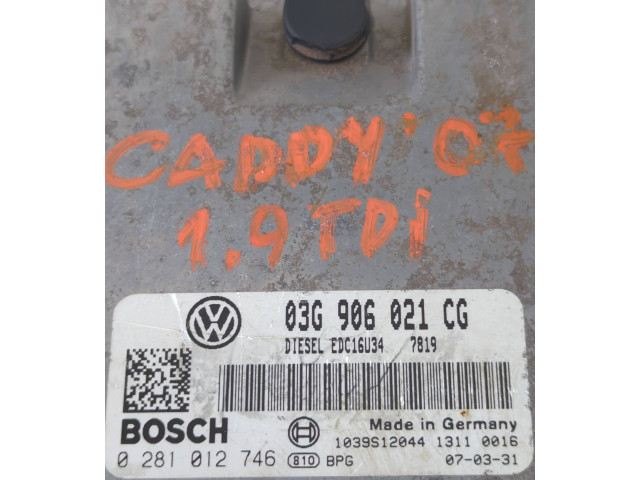 CADDY '07
1.9 TDi
03G 906 021 CG
DIESEL EDC16U34 7819
BOSCH
Made in Germany
1039S12044 1311 0016
0 281 012 746 810 BPG 07-03-31